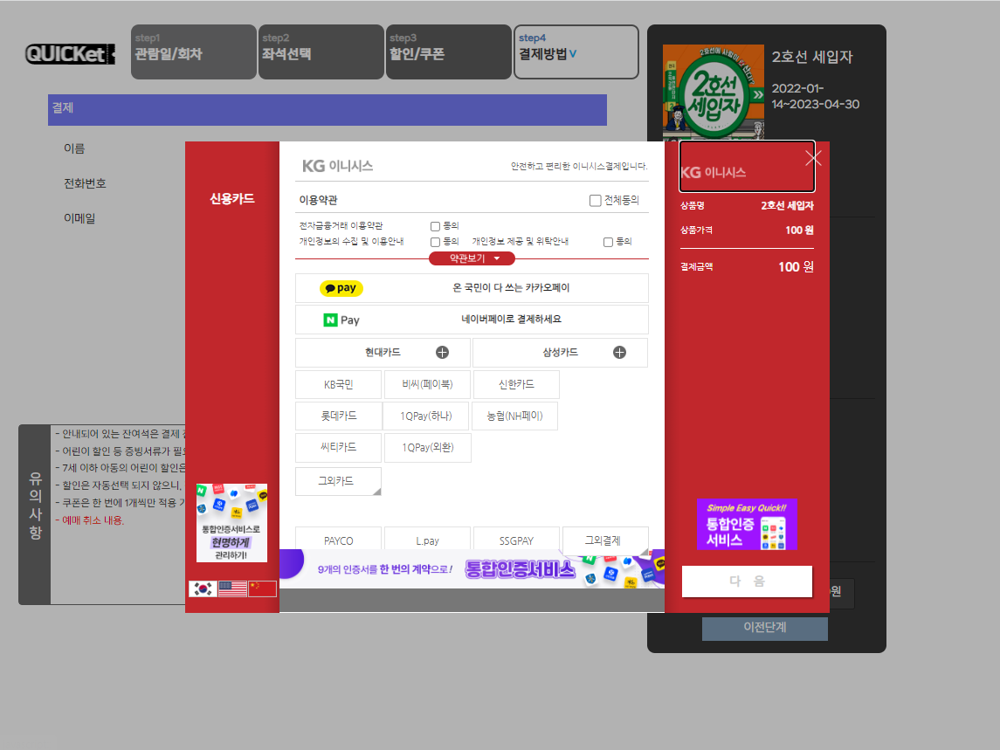 QUICKet
step1
관람일/회차
step2
좌석선택
step3
할인/쿠폰
step4
결제방법 V
결제
이름
전화번호
이메일
유의사항
- 안내되어 있는 잔여석은 결제
- 어린이 할인 등 증빙서류가
- 7세 이하 아동의 어린이 할인은
- 할인은 자동선택 되지 않으니,
- 쿠폰은 한 번에 1개씩만 적용
- 예매 취소 내용.
신용카드
통합인증서비스로
현명하게
관리하기!
KG 이니시스
안전하고 편리한 이니시스결제입니다.
이용약관
전체동의
전자금융거래 이용약관
동의
개인정보의 수집 및 이용안내
동의
개인정보 제공 및 위탁안내
동의
약관보기
pay
온 국민이 다 쓰는 카카오페이
N Pay
네이버페이로 결제하세요
현대카드
삼성카드
KB국민
비씨(페이북)
신한카드
롯데카드
1QPay(하나)
농협(NH페이)
씨티카드
1QPay(외환)
그외카드
PAYCO
L.pay
SSGPAY
그외결제
9개의 인증서를 한 번의 계약으로!
통합인증서비스
2호선
세입자
2호선 세입자
2022-01-
14~2023-04-30
KG 이니시스
상품명
2호선 세입자
상품가격
100 원
결제금액
100 원
Simple Easy Quick!!
통합인증
서비스
다 음
원
이전단계